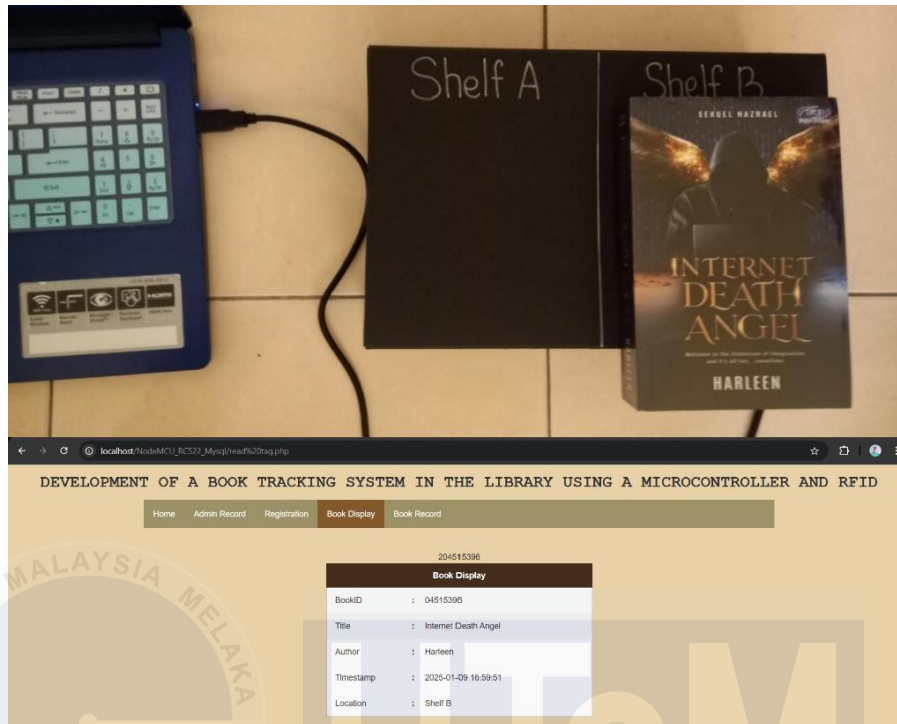 Shelf A
Shelf B
SEKUEL HAZRAEL
INTERNET
DEATH
ANGEL
HARLEEN
localhost/NodeMCU_RC522_Mysql/read%20tag.php
DEVELOPMENT OF A BOOK TRACKING SYSTEM IN THE LIBRARY USING A MICROCONTROLLER AND RFID
Home Admin Record Registration Book Display Book Record
204515396
Book Display
BookID : 04515396
Title : Internet Death Angel
Author : Harleen
Timestamp : 2025-01-09 16:59:51
Location : Shelf B
MALAYSIA MELAKA
UTeM